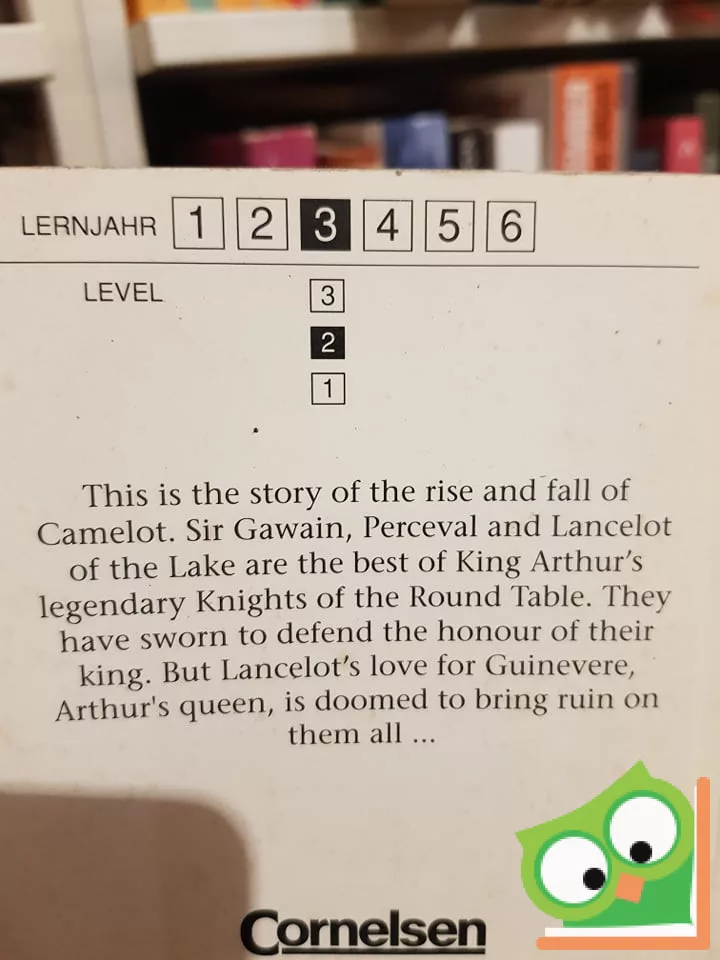 LERNJAHR 1 2 3 4 5 6
LEVEL 3
2
1
This is the story of the rise and fall of
Camelot. Sir Gawain, Perceval and Lancelot
of the Lake are the best of King Arthur's
legendary Knights of the Round Table. They
have sworn to defend the honour of their
king. But Lancelot's love for Guinevere,
Arthur's queen, is doomed to bring ruin on
them all ...
Cornelsen